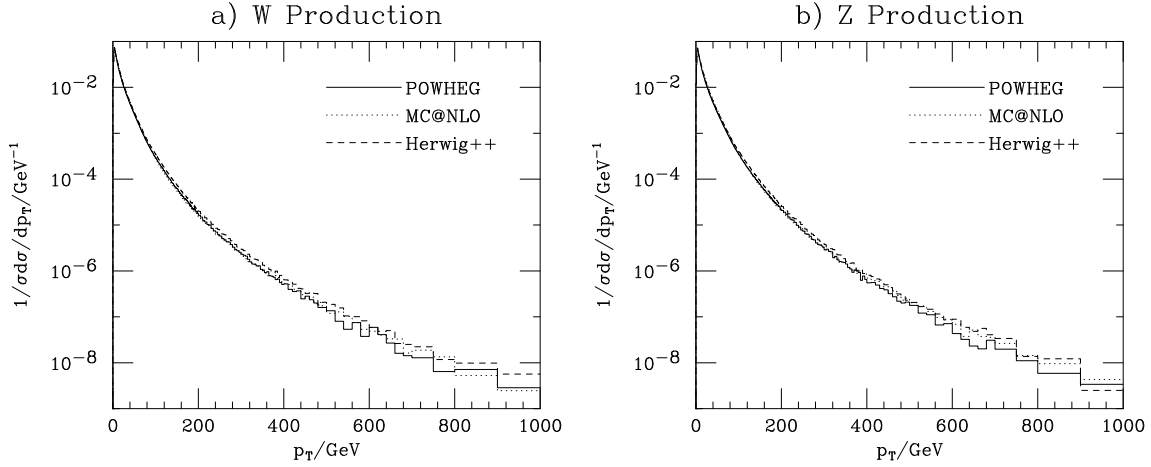 a) W Production
10⁻²
10⁻⁴
10⁻⁶
10⁻⁸
1/σdσ/dp_T/GeV⁻¹
POWHEG
MC@NLO
Herwig++
0 200 400 600 800 1000
p_T/GeV
b) Z Production
10⁻²
10⁻⁴
10⁻⁶
10⁻⁸
1/σdσ/dp_T/GeV⁻¹
POWHEG
MC@NLO
Herwig++
0 200 400 600 800 1000
p_T/GeV